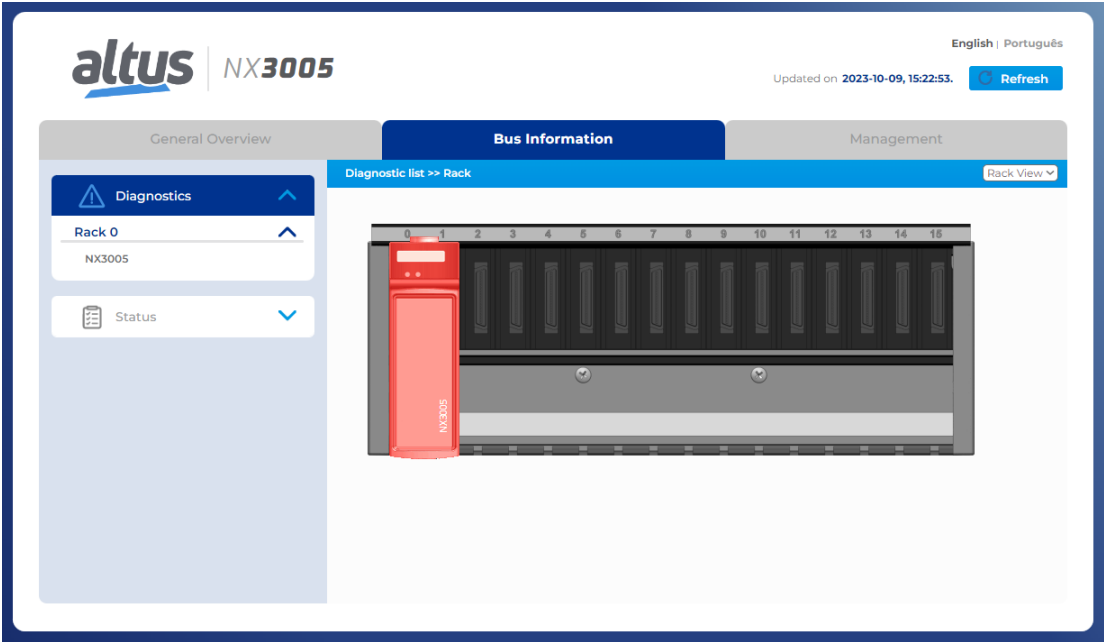 English | Português
altus NX3005
Updated on 2023-10-09, 15:22:53. Refresh
General Overview Bus Information Management
Diagnostic list >> Rack Rack View
Diagnostics
Rack 0
NX3005
Status
0 1 2 3 4 5 6 7 8 9 10 11 12 13 14 15
NX3005